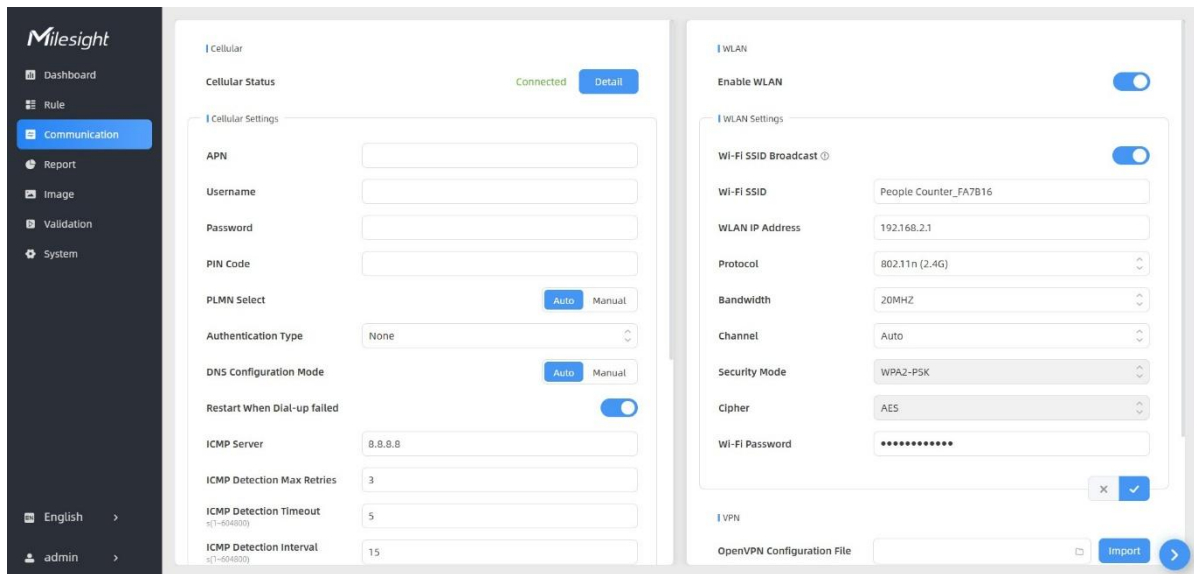 Milesight
Dashboard
Rule
Communication
Report
Image
Validation
System
EN English >
admin >
Cellular
Cellular Status Connected Detail
Cellular Settings
APN
Username
Password
PIN Code
PLMN Select Auto Manual
Authentication Type None
DNS Configuration Mode Auto Manual
Restart When Dial-up failed
ICMP Server 8.8.8.8
ICMP Detection Max Retries 3
ICMP Detection Timeout 5
s(1~604800)
ICMP Detection Interval 15
s(1~604800)
WLAN
Enable WLAN
WLAN Settings
Wi-Fi SSID Broadcast
Wi-Fi SSID People Counter_FA7B16
WLAN IP Address 192.168.2.1
Protocol 802.11n (2.4G)
Bandwidth 20MHZ
Channel Auto
Security Mode WPA2-PSK
Cipher AES
Wi-Fi Password ••••••••••••
VPN
OpenVPN Configuration File Import